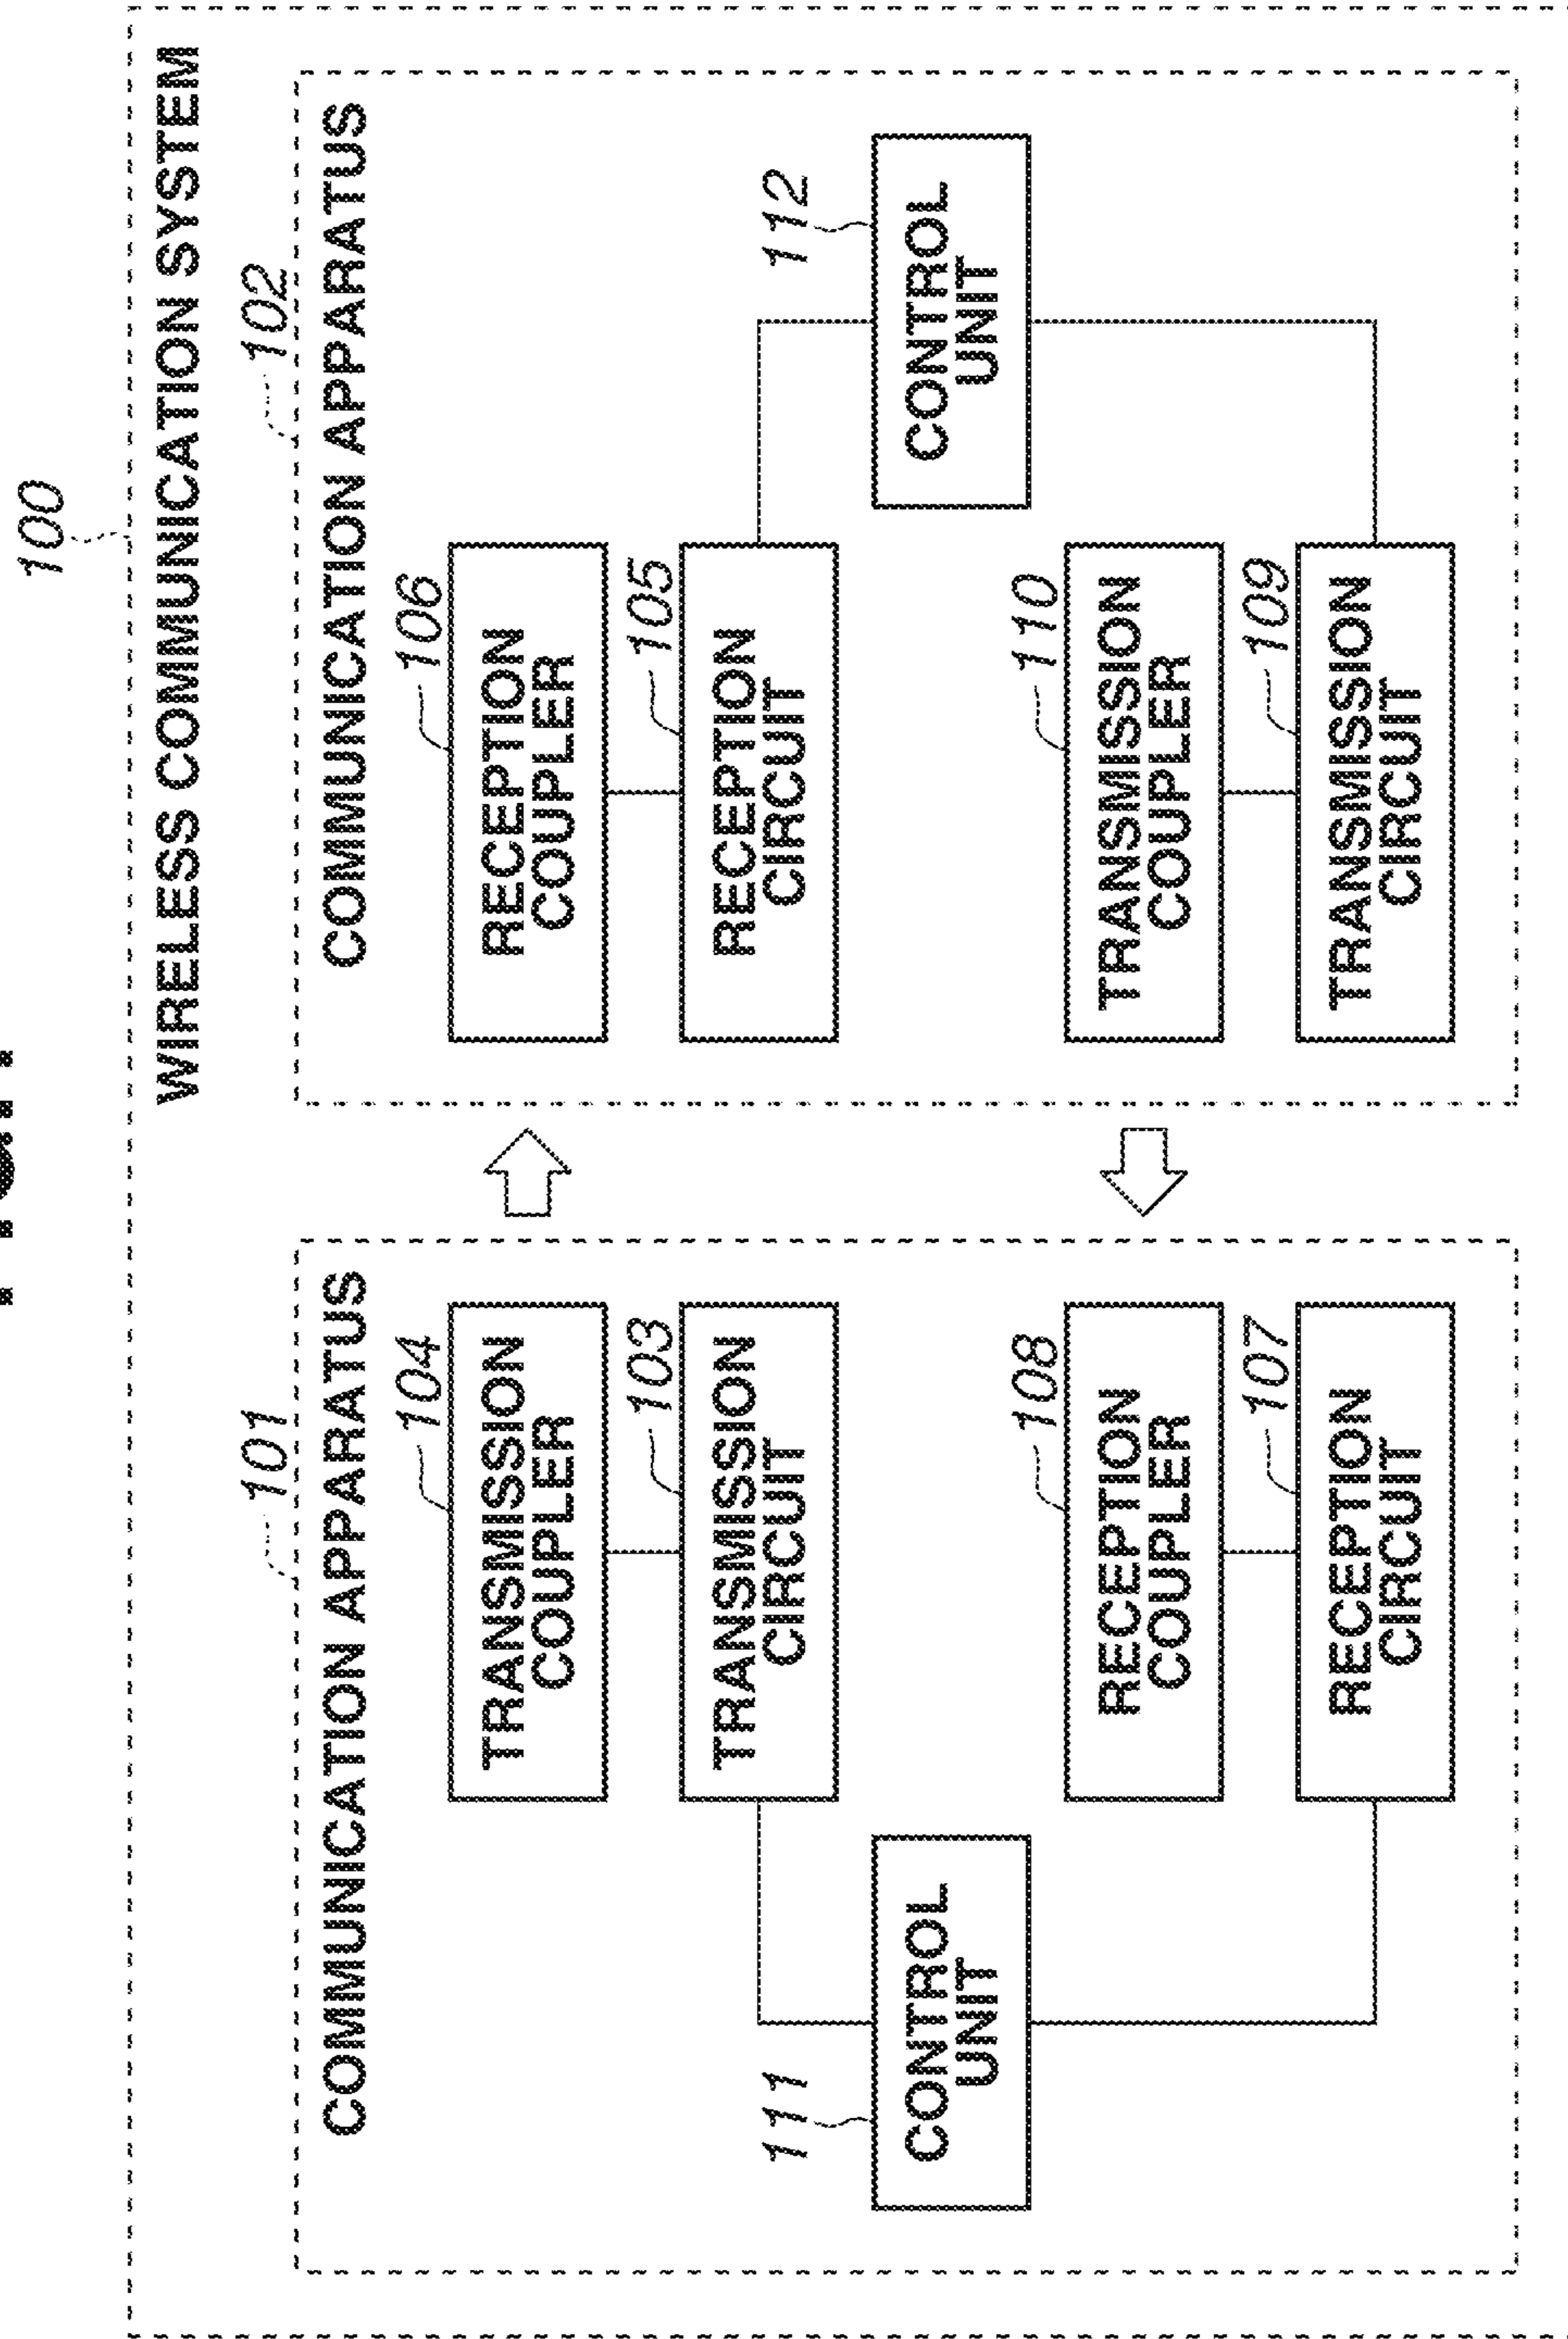 100
WIRELESS COMMUNICATION SYSTEM
101
COMMUNICATION APPARATUS
104
TRANSMISSION
COUPLER
103
TRANSMISSION
CIRCUIT
111
CONTROL
UNIT
108
RECEPTION
COUPLER
107
RECEPTION
CIRCUIT
102
COMMUNICATION APPARATUS
106
RECEPTION
COUPLER
105
RECEPTION
CIRCUIT
112
CONTROL
UNIT
110
TRANSMISSION
COUPLER
109
TRANSMISSION
CIRCUIT